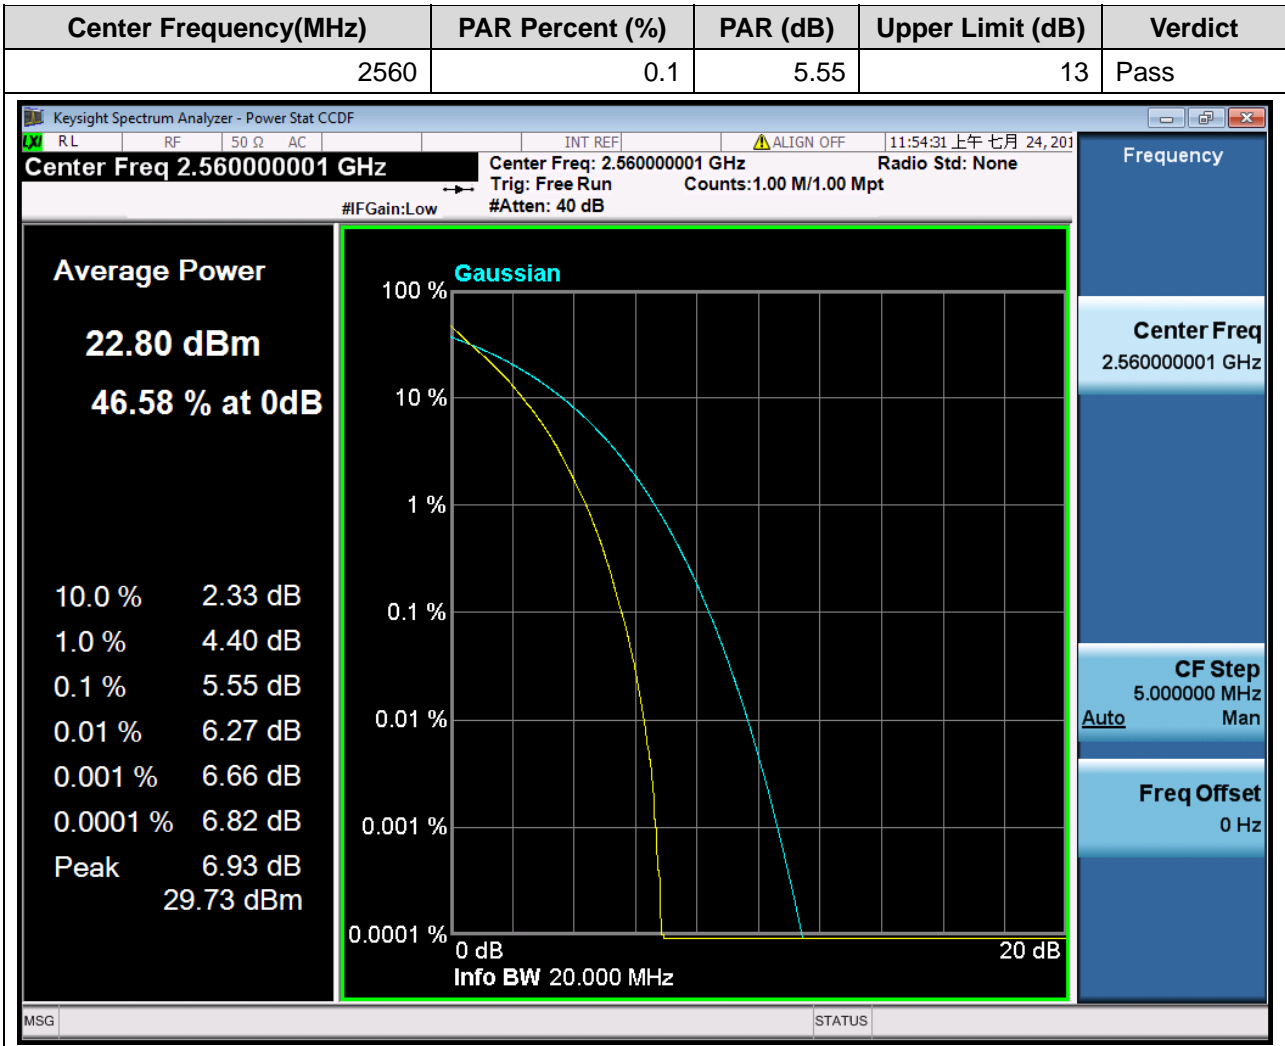 Center Frequency(MHz) PAR Percent (%) PAR (dB) Upper Limit (dB) Verdict
2560 0.1 5.55 13 Pass
Keysight Spectrum Analyzer - Power Stat CCDF
LXI RL RF 50 Ω AC INT REF ALIGN OFF 11:54:31 上午 七月 24, 201
Center Freq 2.560000001 GHz
#IFGain:Low
Center Freq: 2.560000001 GHz
Trig: Free Run Counts:1.00 M/1.00 Mpt
#Atten: 40 dB
Radio Std: None
Average Power
22.80 dBm
46.58 % at 0dB
10.0 % 2.33 dB
1.0 % 4.40 dB
0.1 % 5.55 dB
0.01 % 6.27 dB
0.001 % 6.66 dB
0.0001 % 6.82 dB
Peak 6.93 dB
29.73 dBm
Gaussian
100 %
10 %
1 %
0.1 %
0.01 %
0.001 %
0.0001 %
0 dB 20 dB
Info BW 20.000 MHz
Frequency
Center Freq
2.560000001 GHz
CF Step
5.000000 MHz
Auto Man
Freq Offset
0 Hz
MSG STATUS